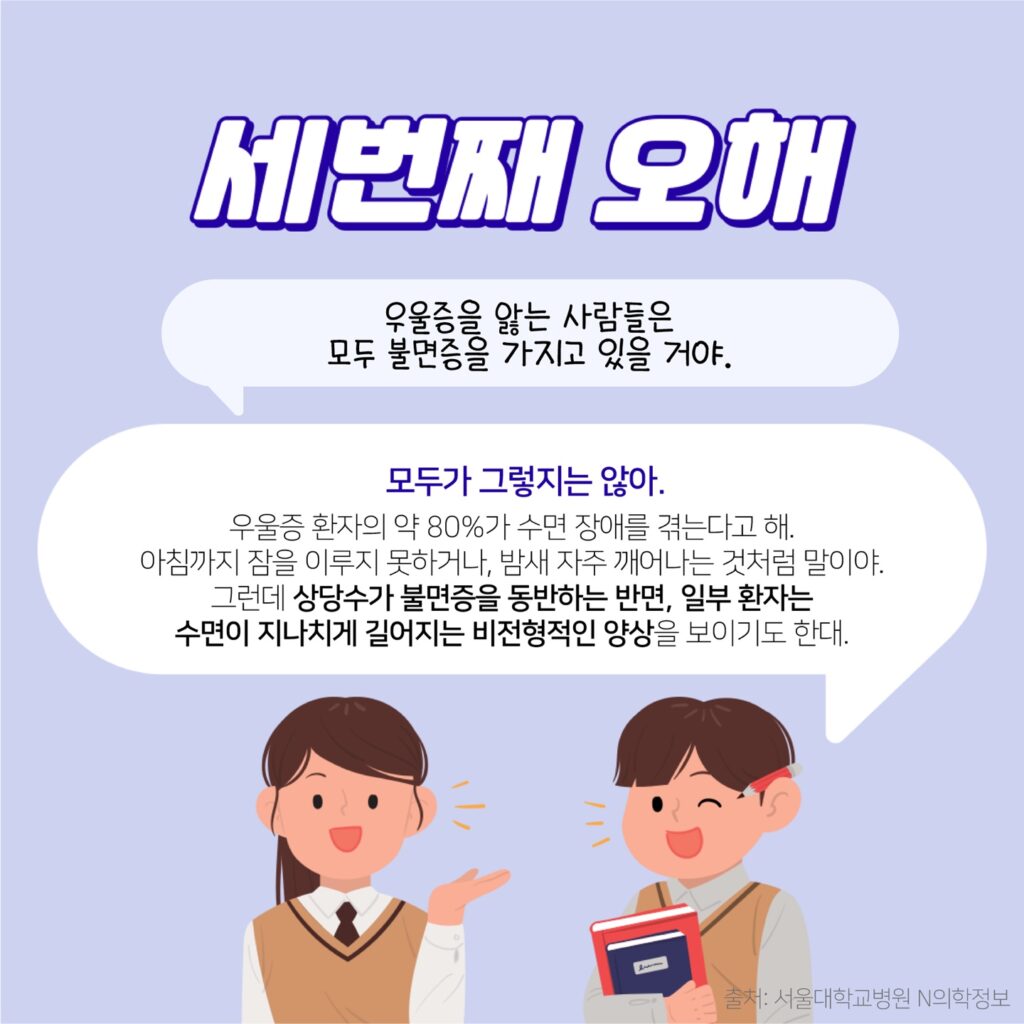 세번째 오해
우울증을 앓는 사람들은
모두 불면증을 가지고 있을 거야.
모두가 그렇지는 않아.
우울증 환자의 약 80%가 수면 장애를 겪는다고 해.
아침까지 잠을 이루지 못하거나, 밤새 자주 깨어나는 것처럼 말이야.
그런데 상당수가 불면증을 동반하는 반면, 일부 환자는
수면이 지나치게 길어지는 비전형적인 양상을 보이기도 한대.
출처: 서울대학교병원 N의학정보